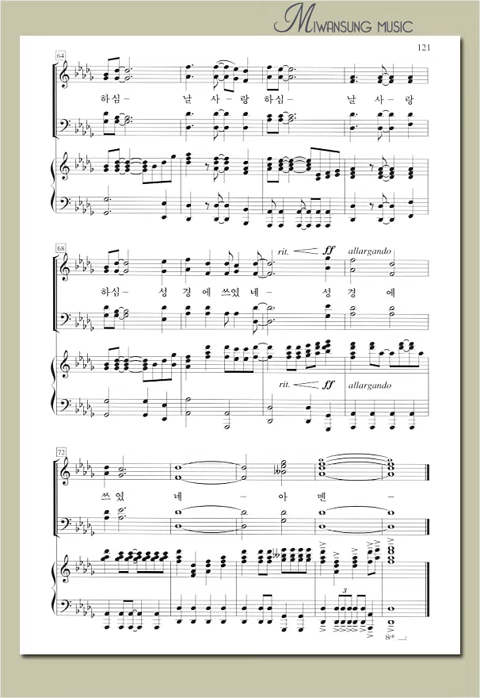 MIWANSUNG MUSIC
121
64
하심– 날 사– 랑 하심– 날 사– 랑
68
rit. ff allargando
하심– 성 경 에 쓰였 네– 성 경 에
rit. ff allargando
72
쓰 였 네 – 아 멘 –
3